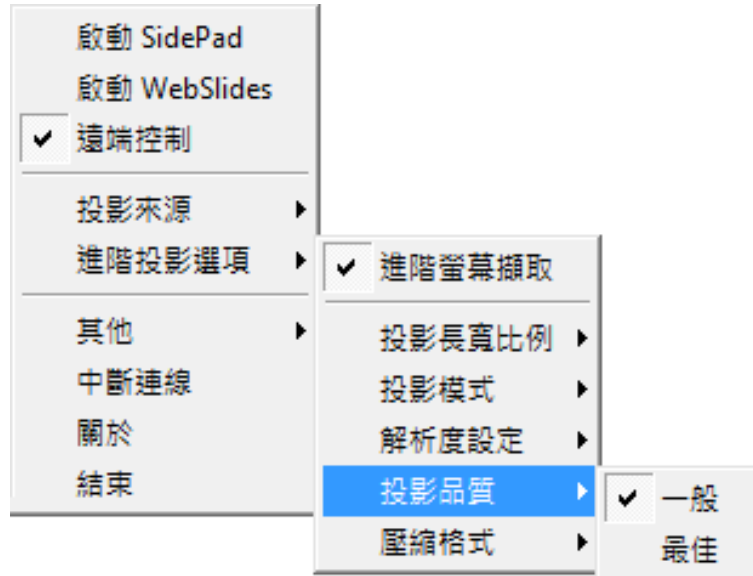 啟動 SidePad
啟動 WebSlides
遠端控制
投影來源
進階投影選項
其他
中斷連線
關於
結束
進階螢幕擷取
投影長寬比例
投影模式
解析度設定
投影品質
壓縮格式
一般
最佳